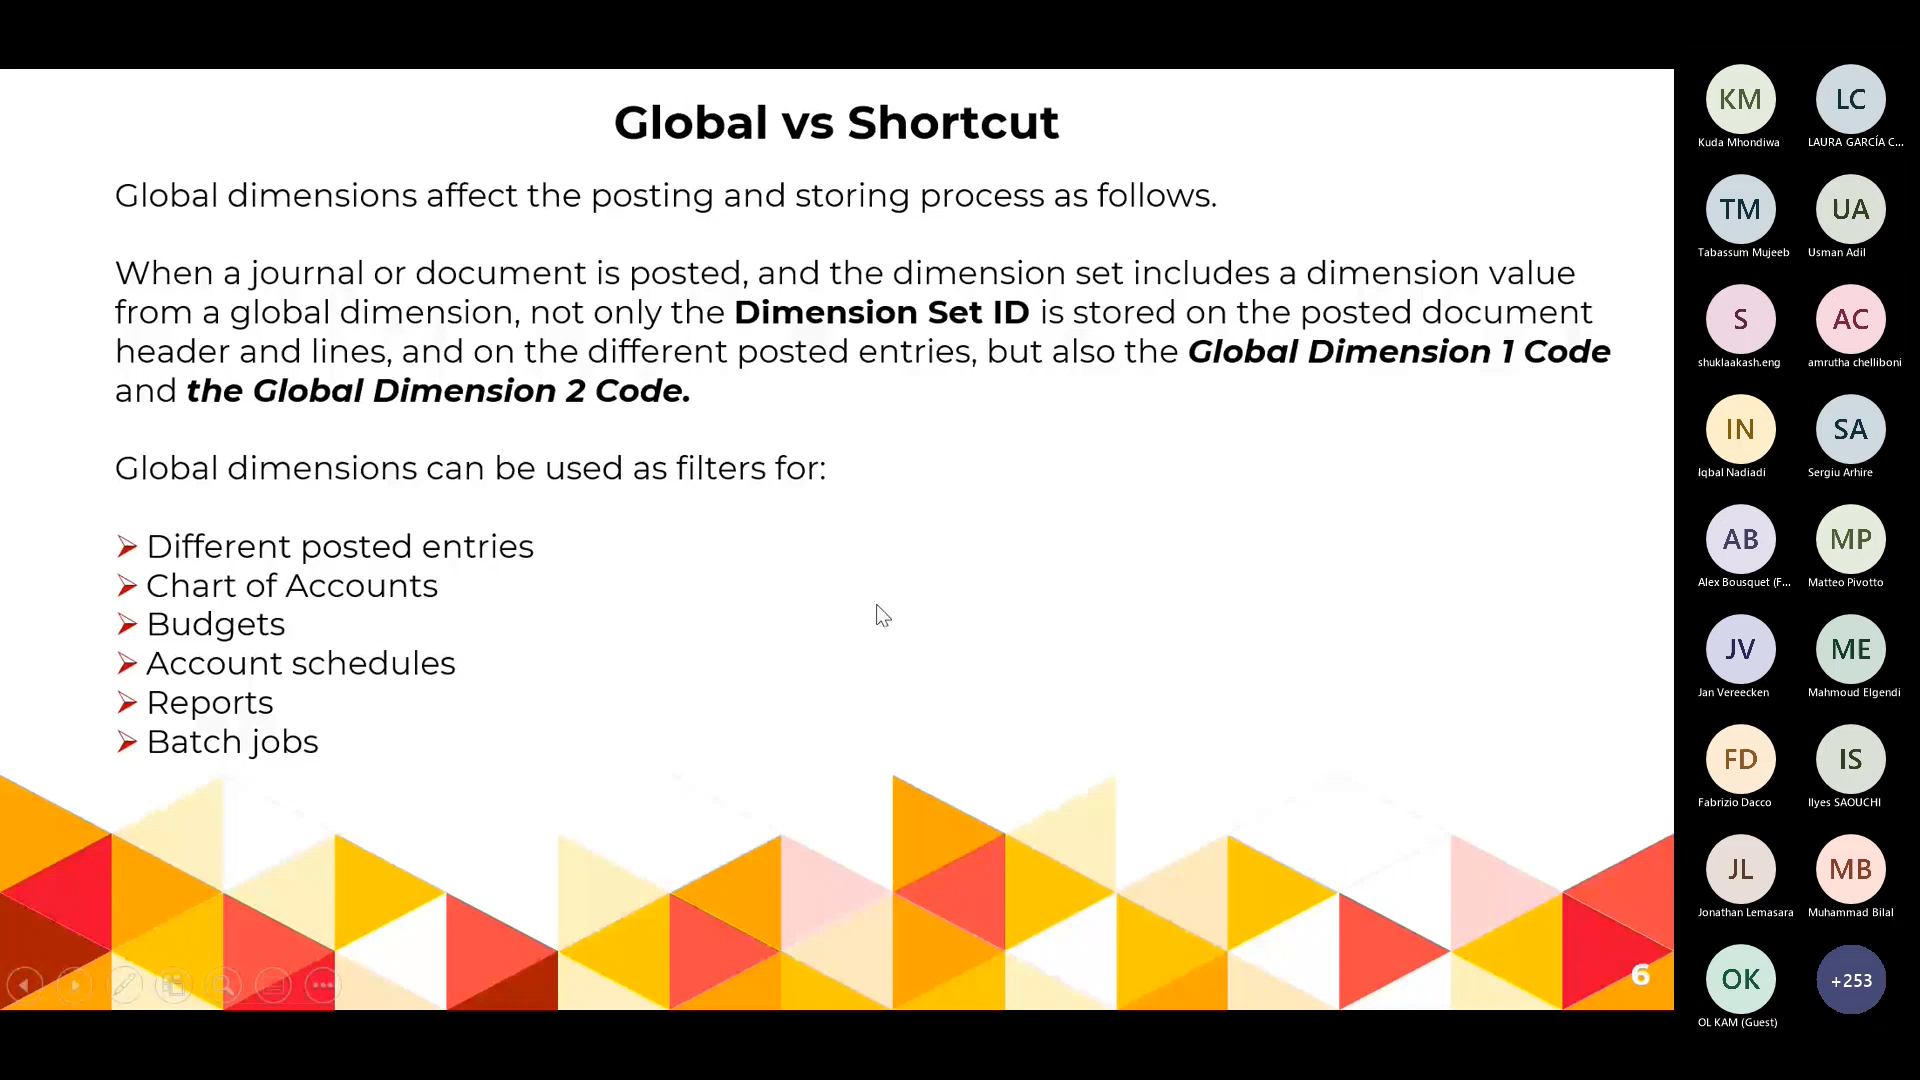 Global vs Shortcut
Global dimensions affect the posting and storing process as follows.
When a journal or document is posted, and the dimension set includes a dimension value
from a global dimension, not only the Dimension Set ID is stored on the posted document
header and lines, and on the different posted entries, but also the Global Dimension 1 Code
and the Global Dimension 2 Code.
Global dimensions can be used as filters for:
Different posted entries
Chart of Accounts
Budgets
Account schedules
Reports
Batch jobs
6
KM
Kuda Mhondiwa
LC
LAURA GARCÍA C...
TM
Tabassum Mujeeb
UA
Usman Adil
S
shuklaakash.eng
AC
amrutha chelliboni
IN
Iqbal Nadiadi
SA
Sergiu Arhire
AB
Alex Bousquet (F...
MP
Matteo Pivotto
JV
Jan Vereecken
ME
Mahmoud Elgendi
FD
Fabrizio Dacco
IS
Ilyes SAOUCHI
JL
Jonathan Lemasara
MB
Muhammad Bilal
OK
OL KAM (Guest)
+253